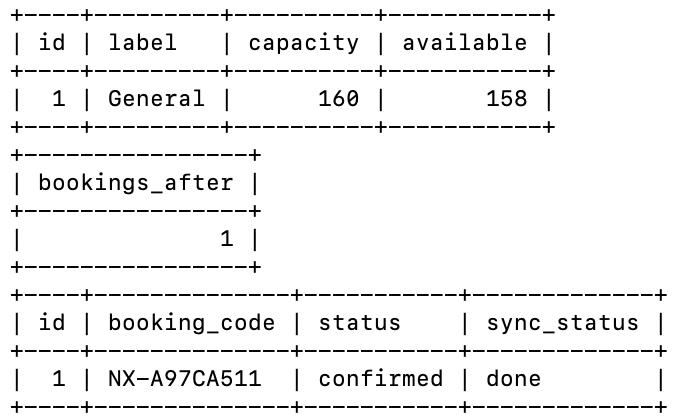 +----+---------+----------+-----------+
| id | label   | capacity | available |
+----+---------+----------+-----------+
|  1 | General |      160 |       158 |
+----+---------+----------+-----------+
+----------------+
| bookings_after |
+----------------+
|              1 |
+----------------+
+----+--------------+-----------+-------------+
| id | booking_code | status    | sync_status |
+----+--------------+-----------+-------------+
|  1 | NX-A97CA511  | confirmed | done        |
+----+--------------+-----------+-------------+